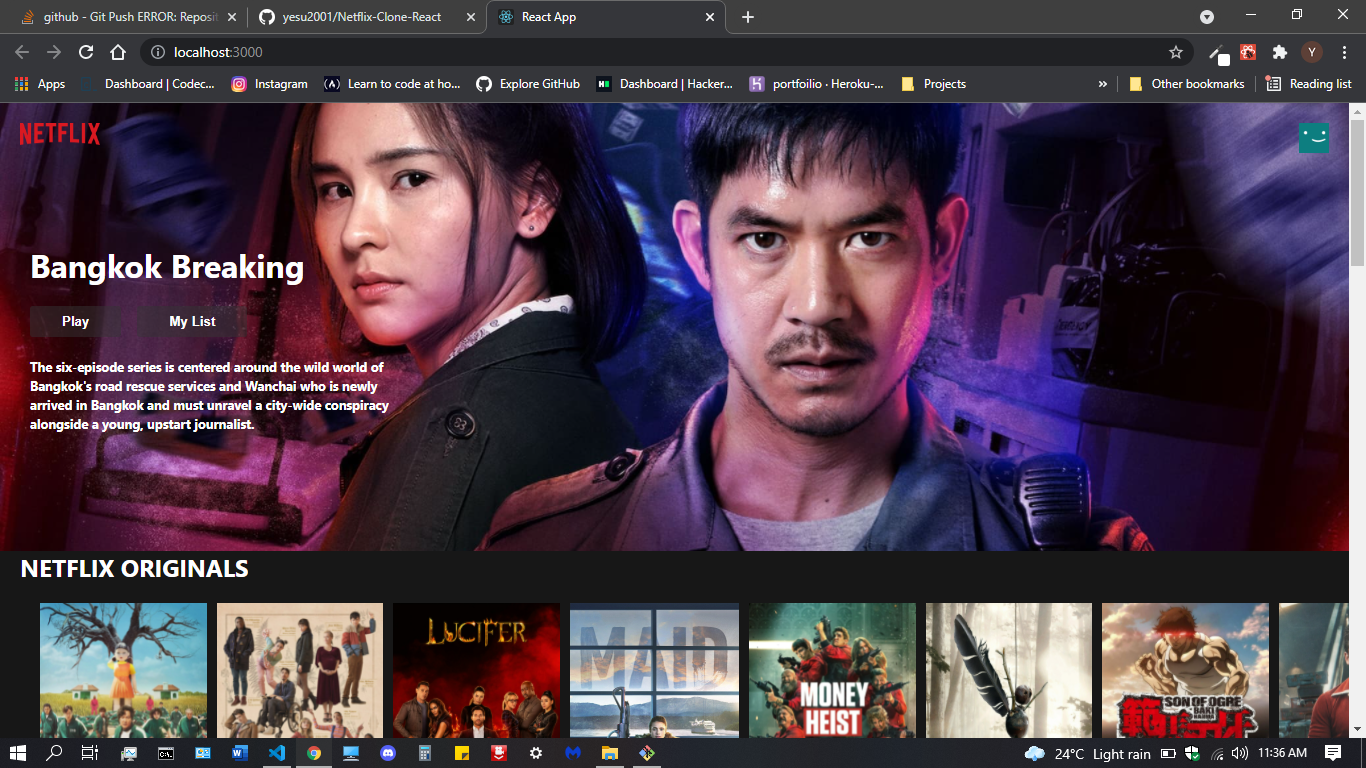 github - Git Push ERROR: Reposit
yesu2001/Netflix-Clone-React
React App
localhost:3000
Y
Apps
Dashboard | Codec...
Instagram
Learn to code at ho...
Explore GitHub
Dashboard | Hacker...
portfoilio · Heroku-...
Projects
»
Other bookmarks
Reading list
NETFLIX
Bangkok Breaking
Play
My List
The six-episode series is centered around the wild world of
Bangkok's road rescue services and Wanchai who is newly
arrived in Bangkok and must unravel a city-wide conspiracy
alongside a young, upstart journalist.
NETFLIX ORIGINALS
LUCIFER
MAID
MONEY
HEIST
SON OF OGRE
BAKI
24°C Light rain
11:36 AM